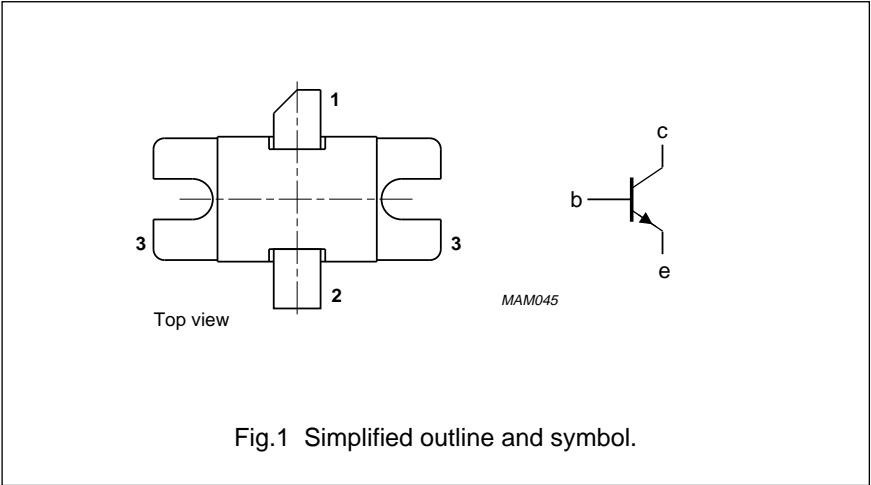 1
c
b
3
3
e
2
MAM045
Top view
Fig.1 Simplified outline and symbol.